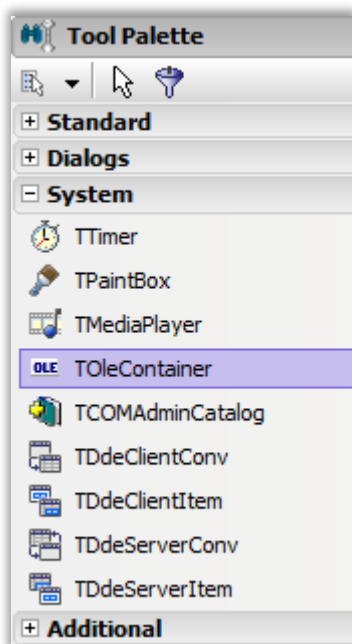 Tool Palette
Standard
Dialogs
System
TTimer
TPaintBox
TMediaPlayer
OLE TOleContainer
TCOMAdminCatalog
TDdeClientConv
TDdeClientItem
TDdeServerConv
TDdeServerItem
Additional